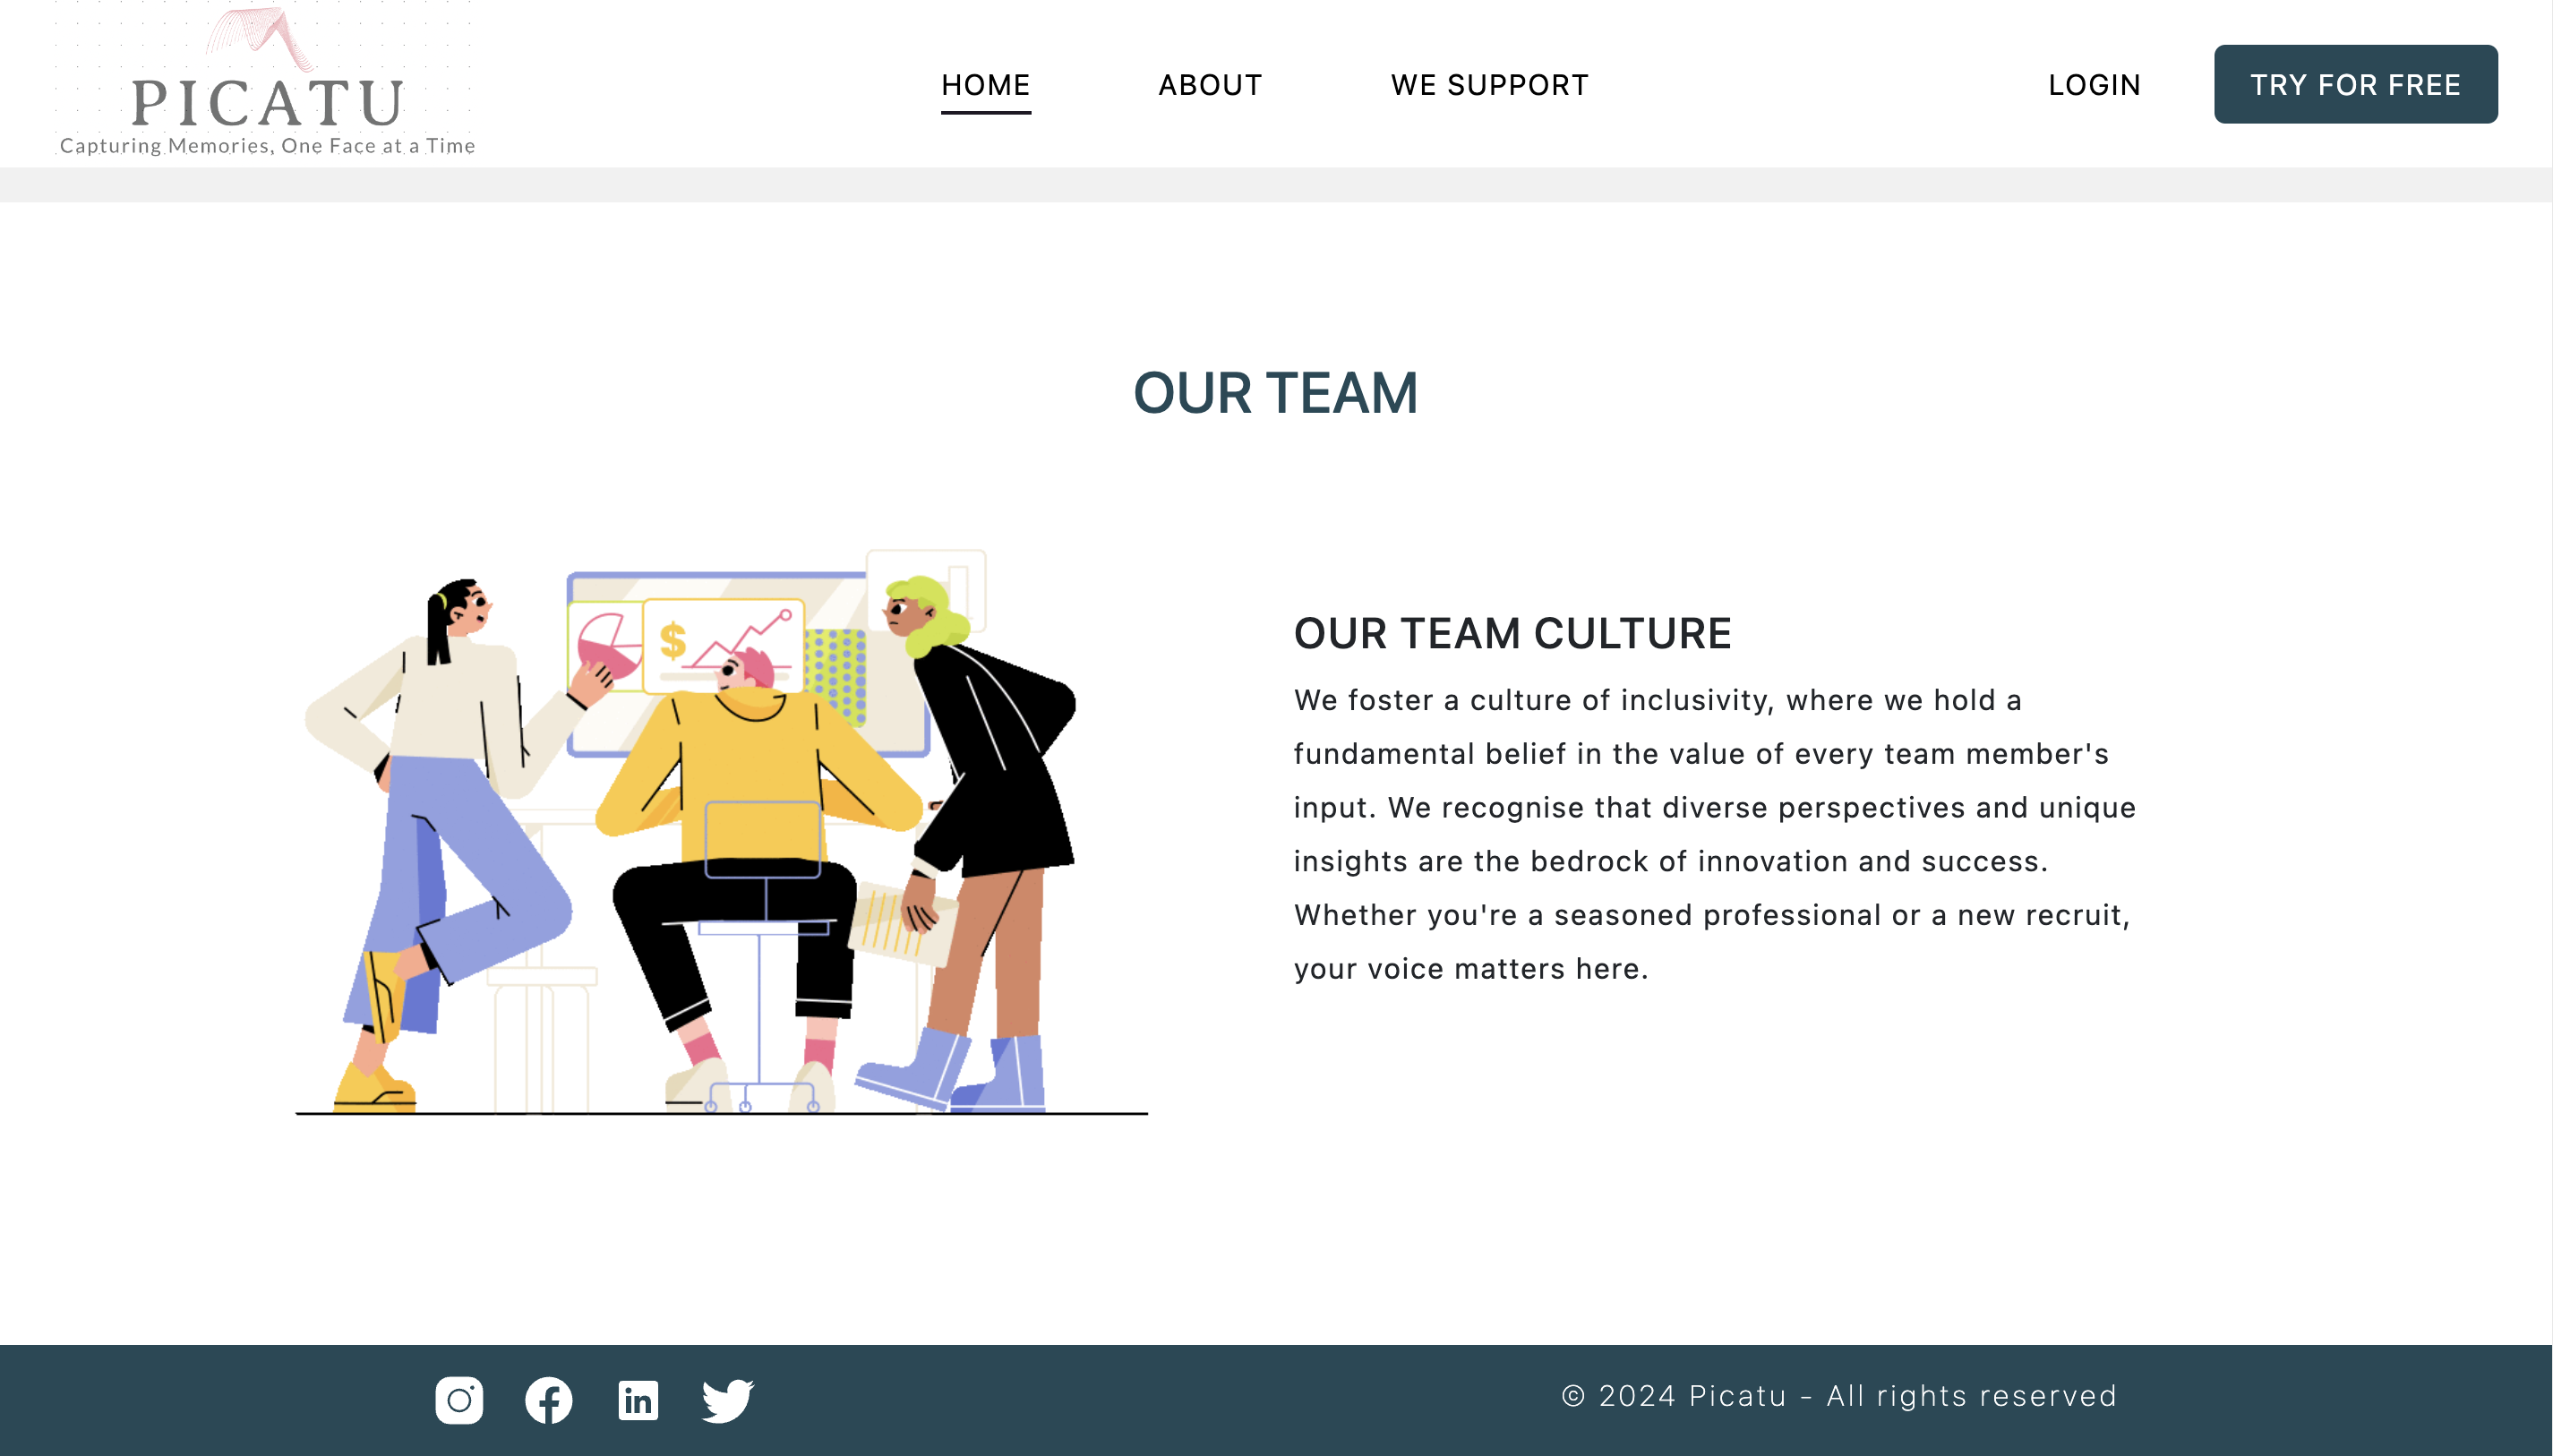 PICATU
Capturing Memories, One Face at a Time
HOME
ABOUT
WE SUPPORT
LOGIN
TRY FOR FREE
OUR TEAM
$
OUR TEAM CULTURE
We foster a culture of inclusivity, where we hold a
fundamental belief in the value of every team member's
input. We recognise that diverse perspectives and unique
insights are the bedrock of innovation and success.
Whether you're a seasoned professional or a new recruit,
your voice matters here.
in
© 2024 Picatu - All rights reserved